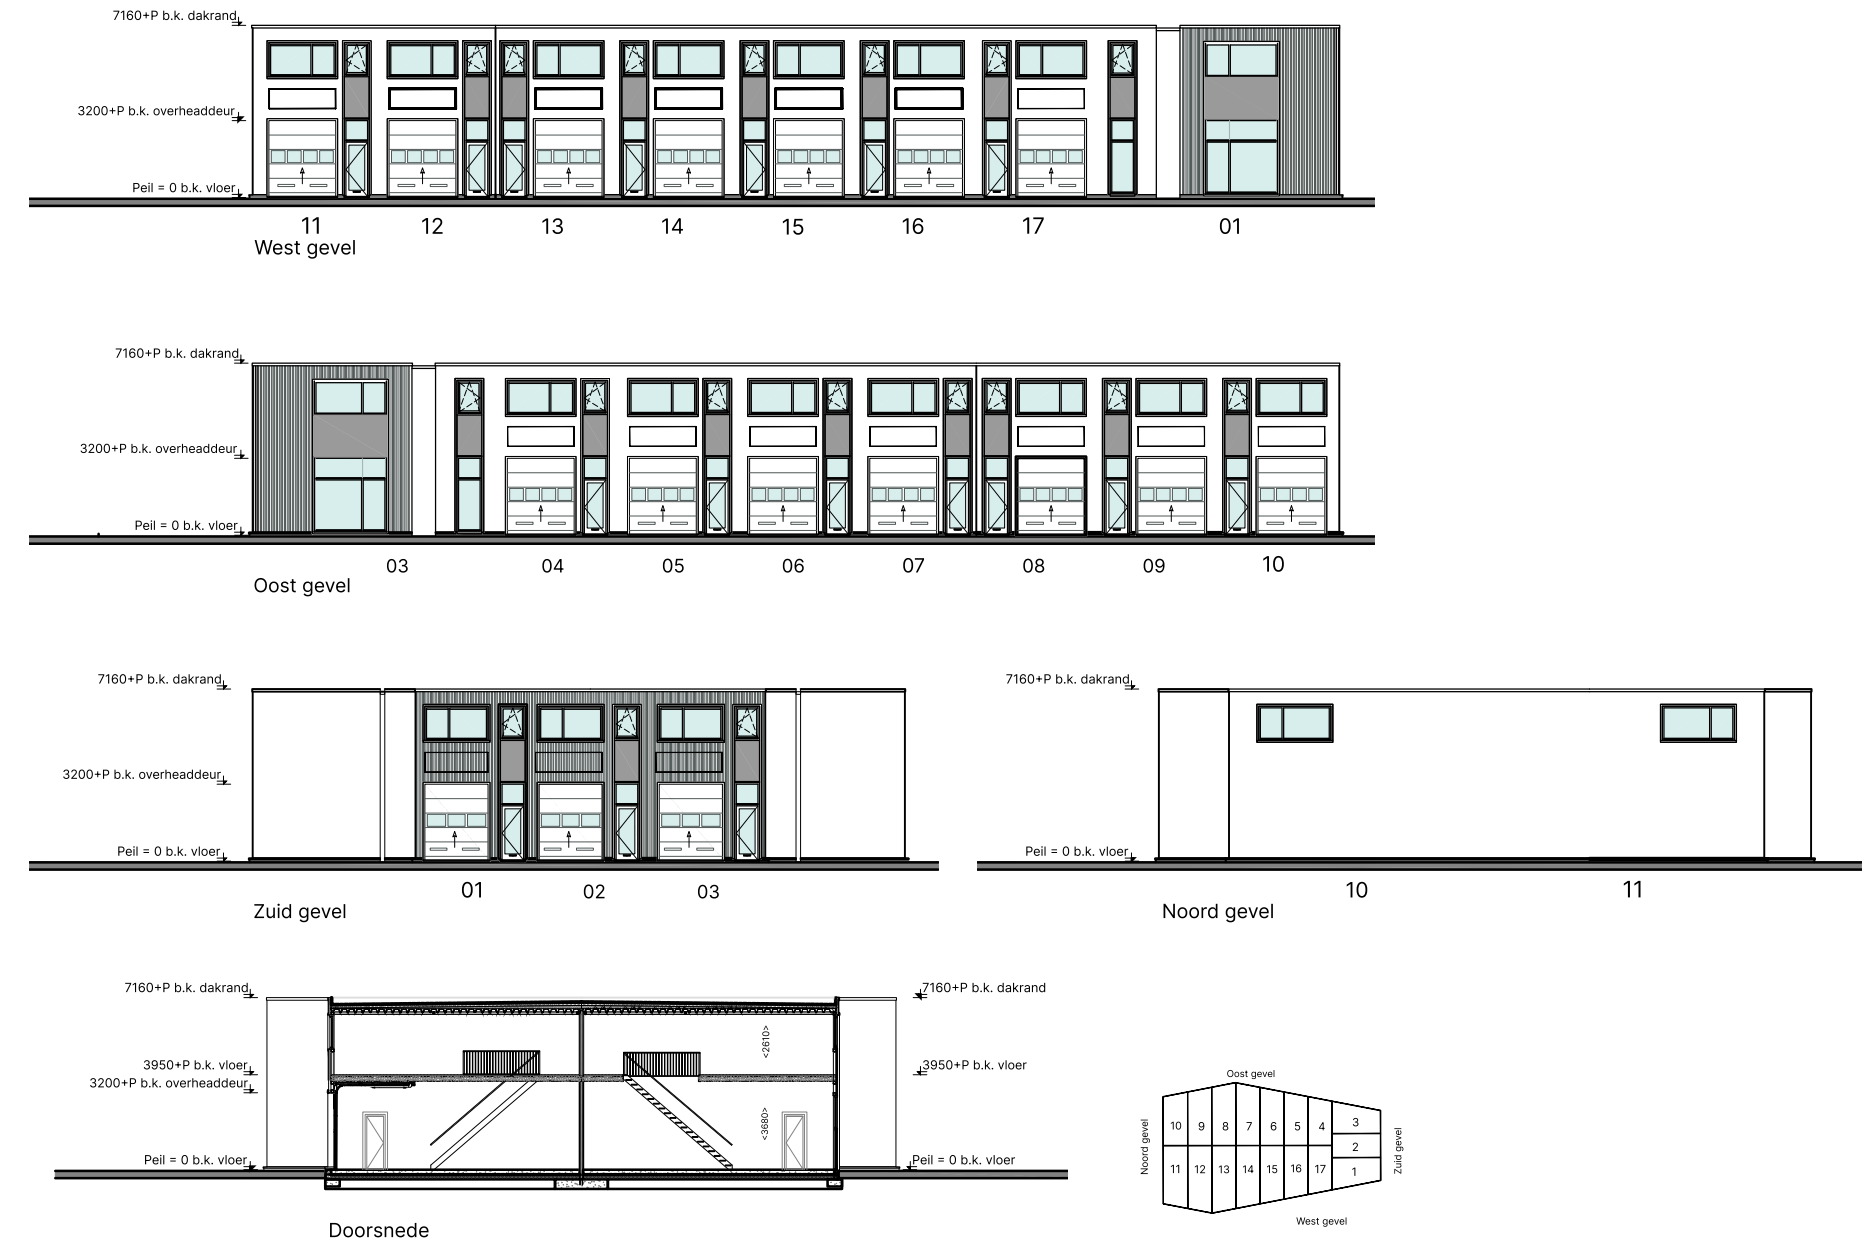 7160+P b.k. dakrand
3200+P b.k. overheaddeur
Peil = 0 b.k. vloer
11 12 13 14 15 16 17 01
West gevel
7160+P b.k. dakrand
3200+P b.k. overheaddeur
Peil = 0 b.k. vloer
03 04 05 06 07 08 09 10
Oost gevel
7160+P b.k. dakrand
3200+P b.k. overheaddeur
Peil = 0 b.k. vloer
01 02 03
Zuid gevel
7160+P b.k. dakrand
Peil = 0 b.k. vloer
10 11
Noord gevel
7160+P b.k. dakrand
3950+P b.k. vloer
3200+P b.k. overheaddeur
Peil = 0 b.k. vloer
<2610>
<3680>
7160+P b.k. dakrand
3950+P b.k. vloer
Peil = 0 b.k. vloer
Doorsnede
Oost gevel
Noord gevel
10 9 8 7 6 5 4 3
2
11 12 13 14 15 16 17 1
Zuid gevel
West gevel